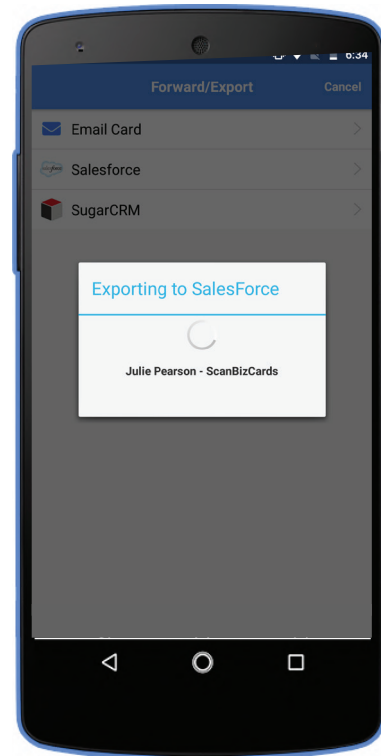 6:34
Forward/Export Cancel
Email Card
Salesforce
SugarCRM
Exporting to SalesForce
Julie Pearson - ScanBizCards